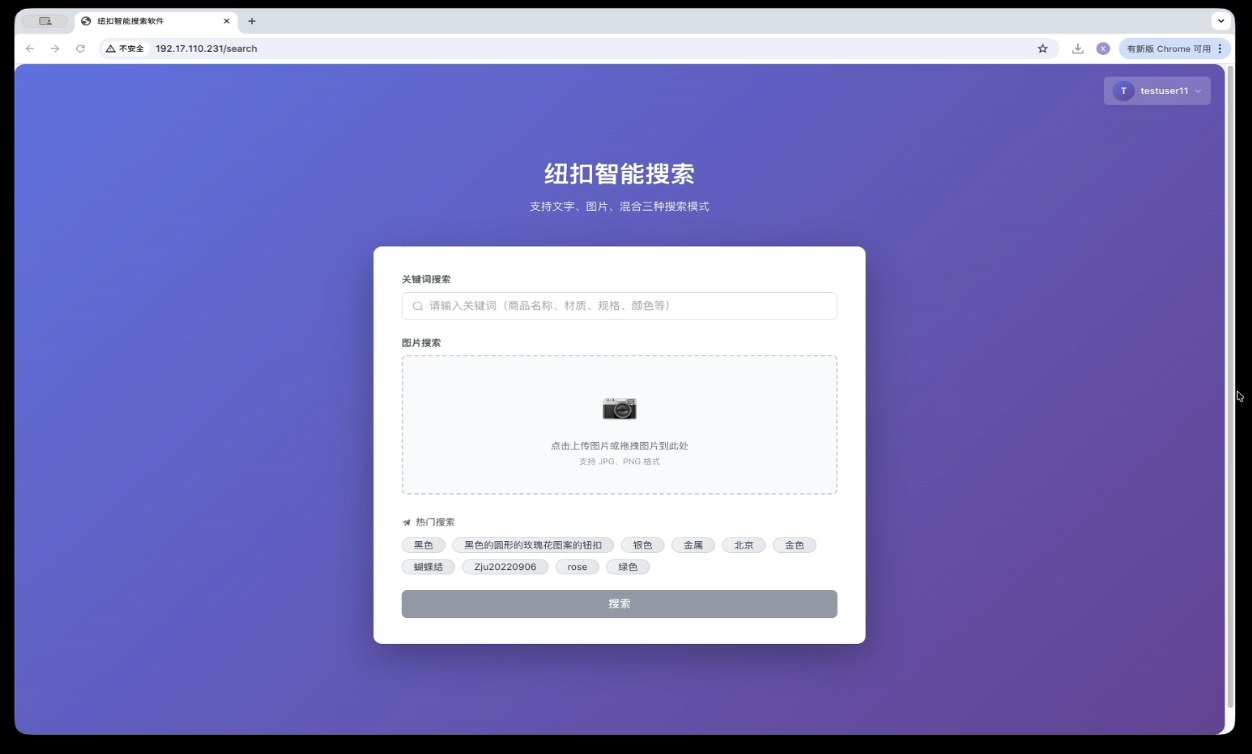 纽扣智能搜索软件
不安全 192.17.110.231/search
X
有新版 Chrome 可用
T testuser11
纽扣智能搜索
支持文字、图片、混合三种搜索模式
关键词搜索
请输入关键词（商品名称、材质、规格、颜色等）
图片搜索
点击上传图片或拖拽图片到此处
支持 JPG、PNG 格式
热门搜索
黑色 黑色的圆形的玫瑰花图案的钮扣 银色 金属 北京 金色
蝴蝶结 Zju20220906 rose 绿色
搜索